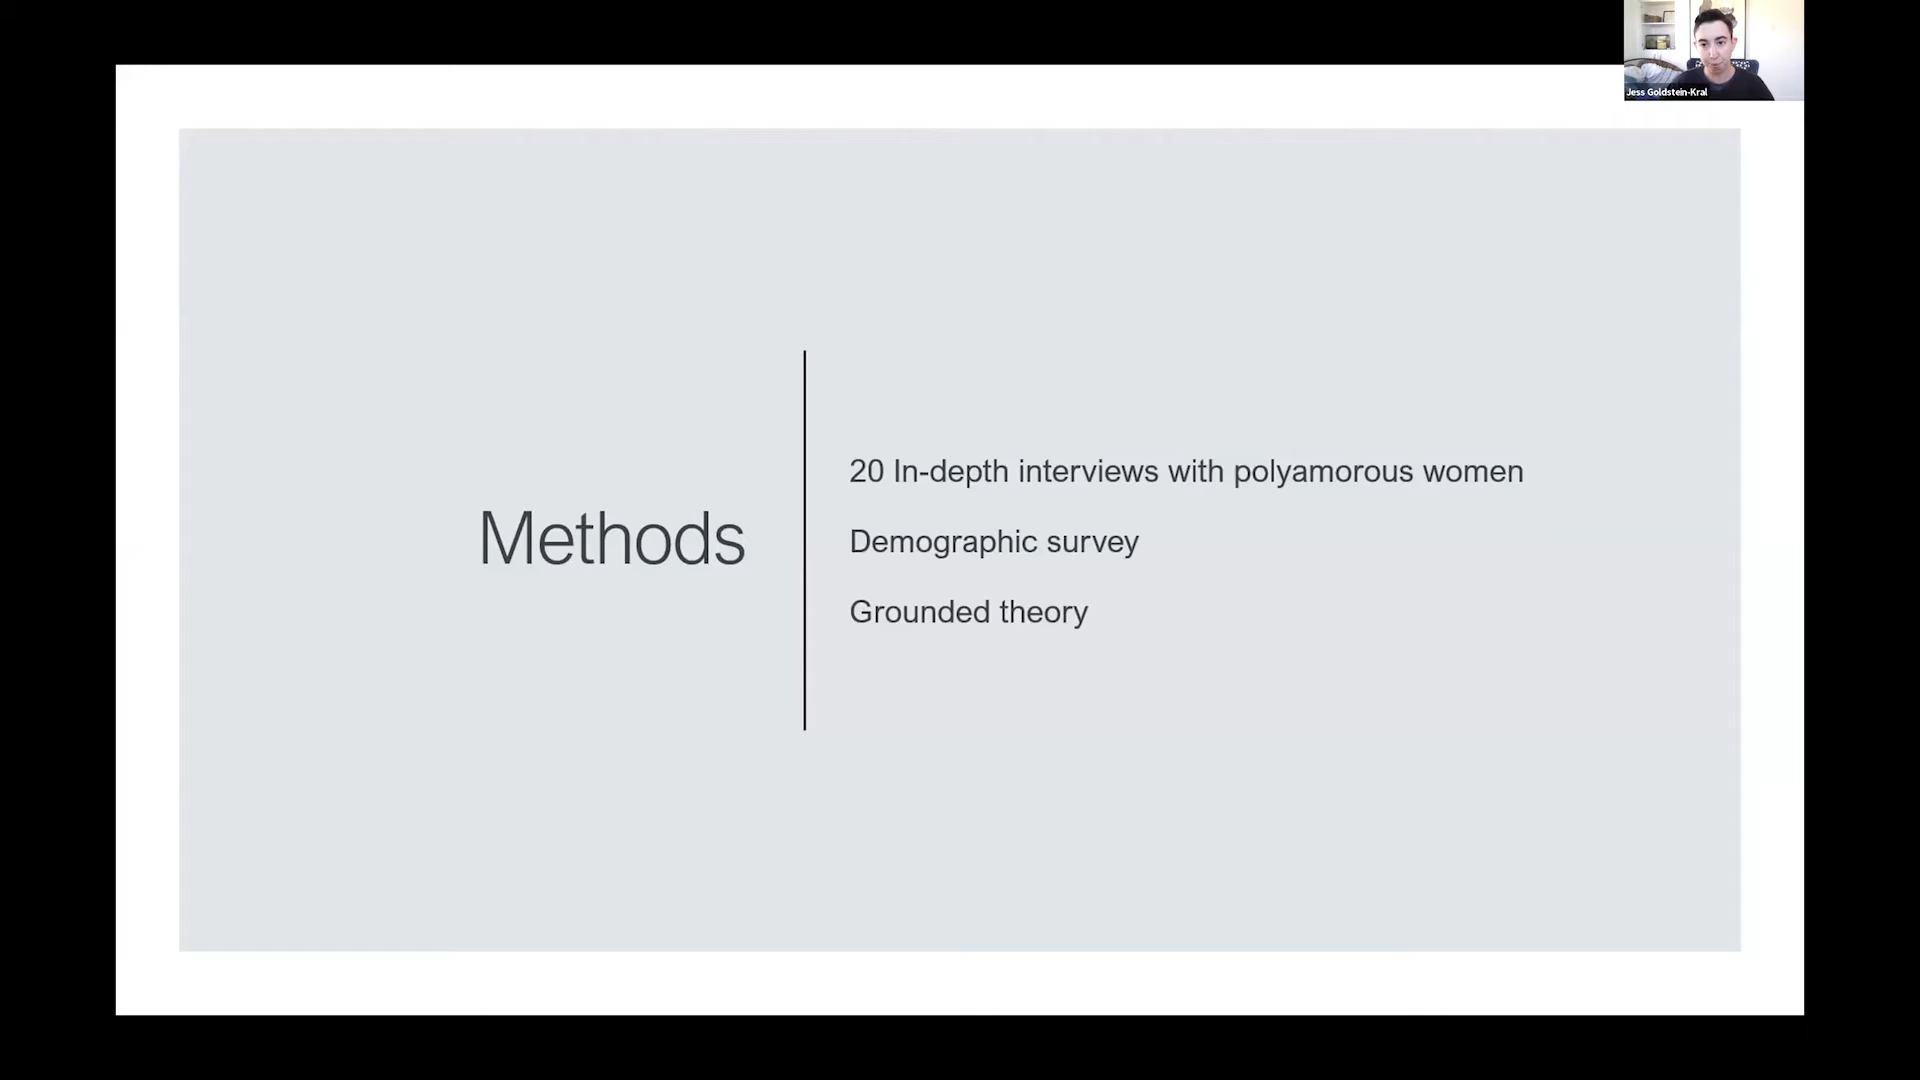 Jess Goldstein-Kral
Methods
20 In-depth interviews with polyamorous women
Demographic survey
Grounded theory